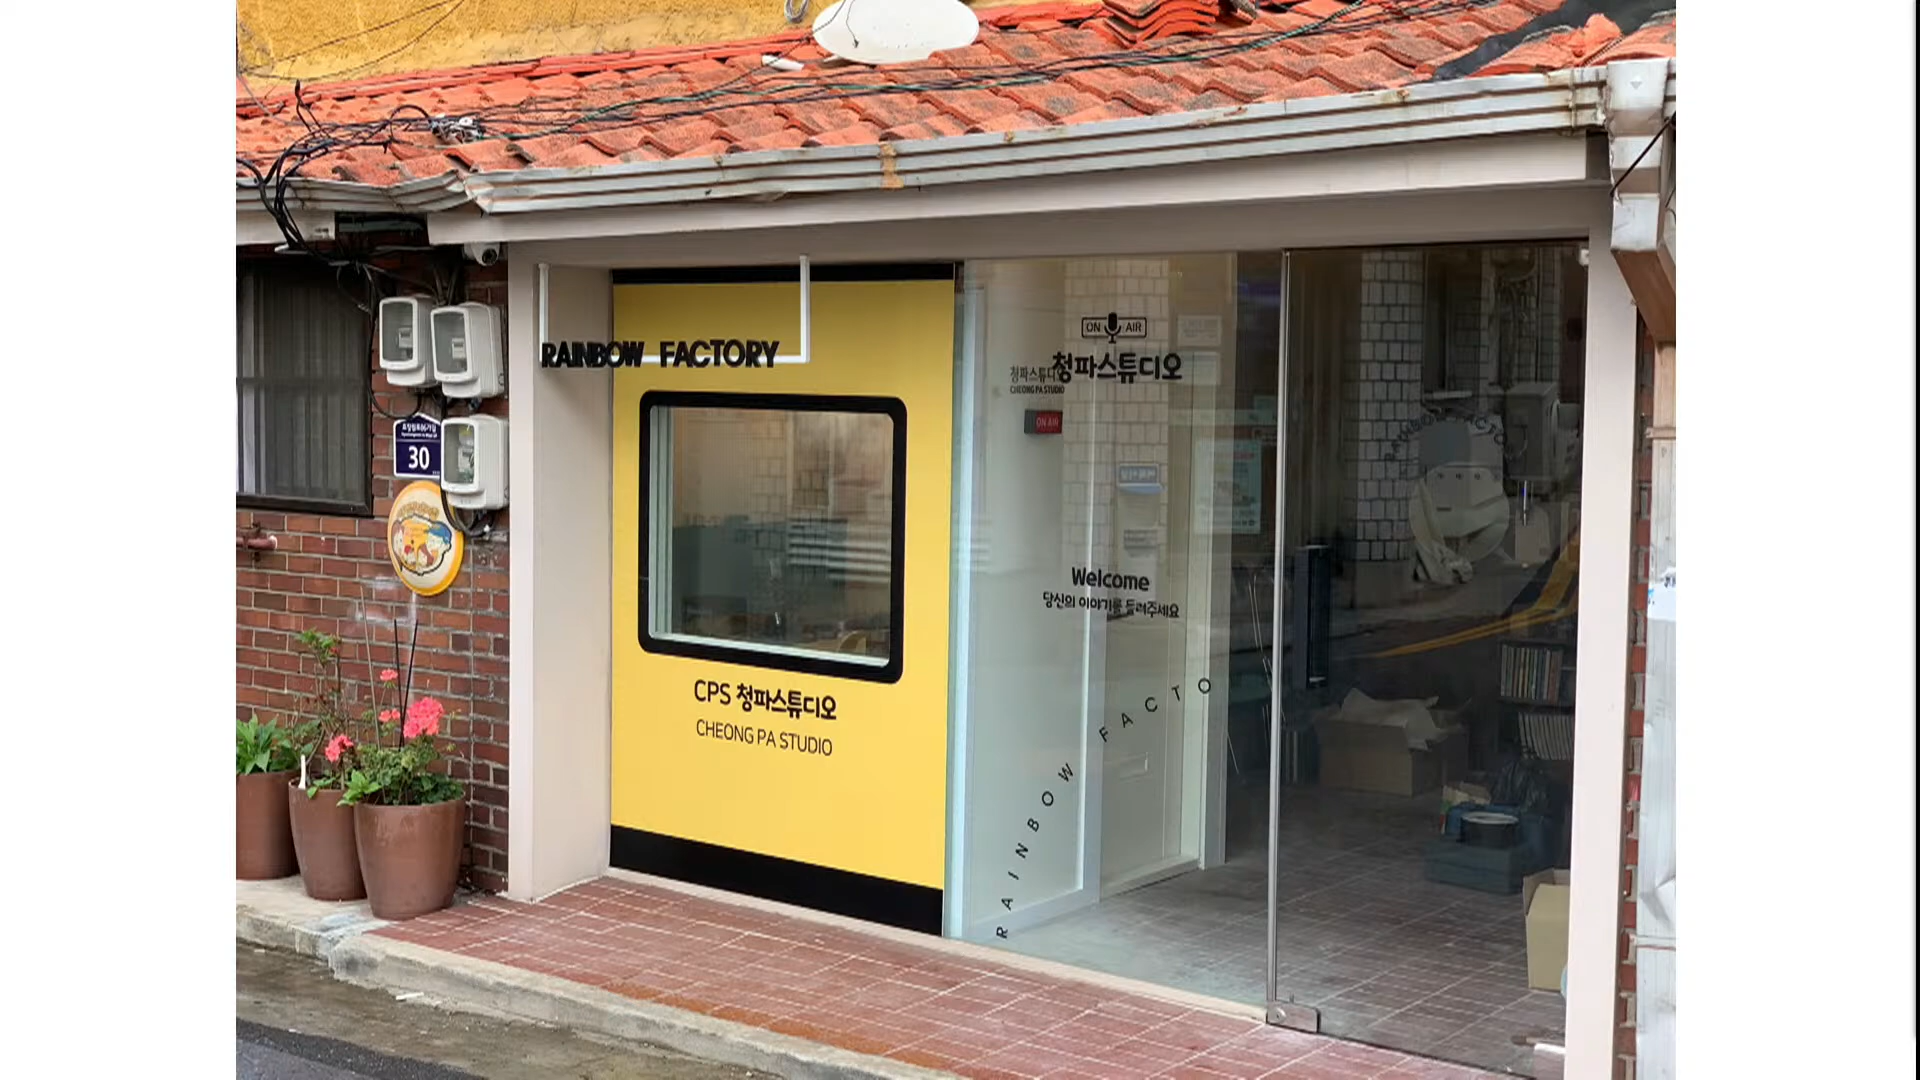 RAINBOW FACTORY
CPS 청파스튜디오
CHEONG PA STUDIO
ON AIR
청파스튜디오
청파스튜디오
CHEONG PA STUDIO
ON AIR
Welcome
당신의 이야기를 들려주세요
RAINBOW FACTO
30
RAINBOW FACTO